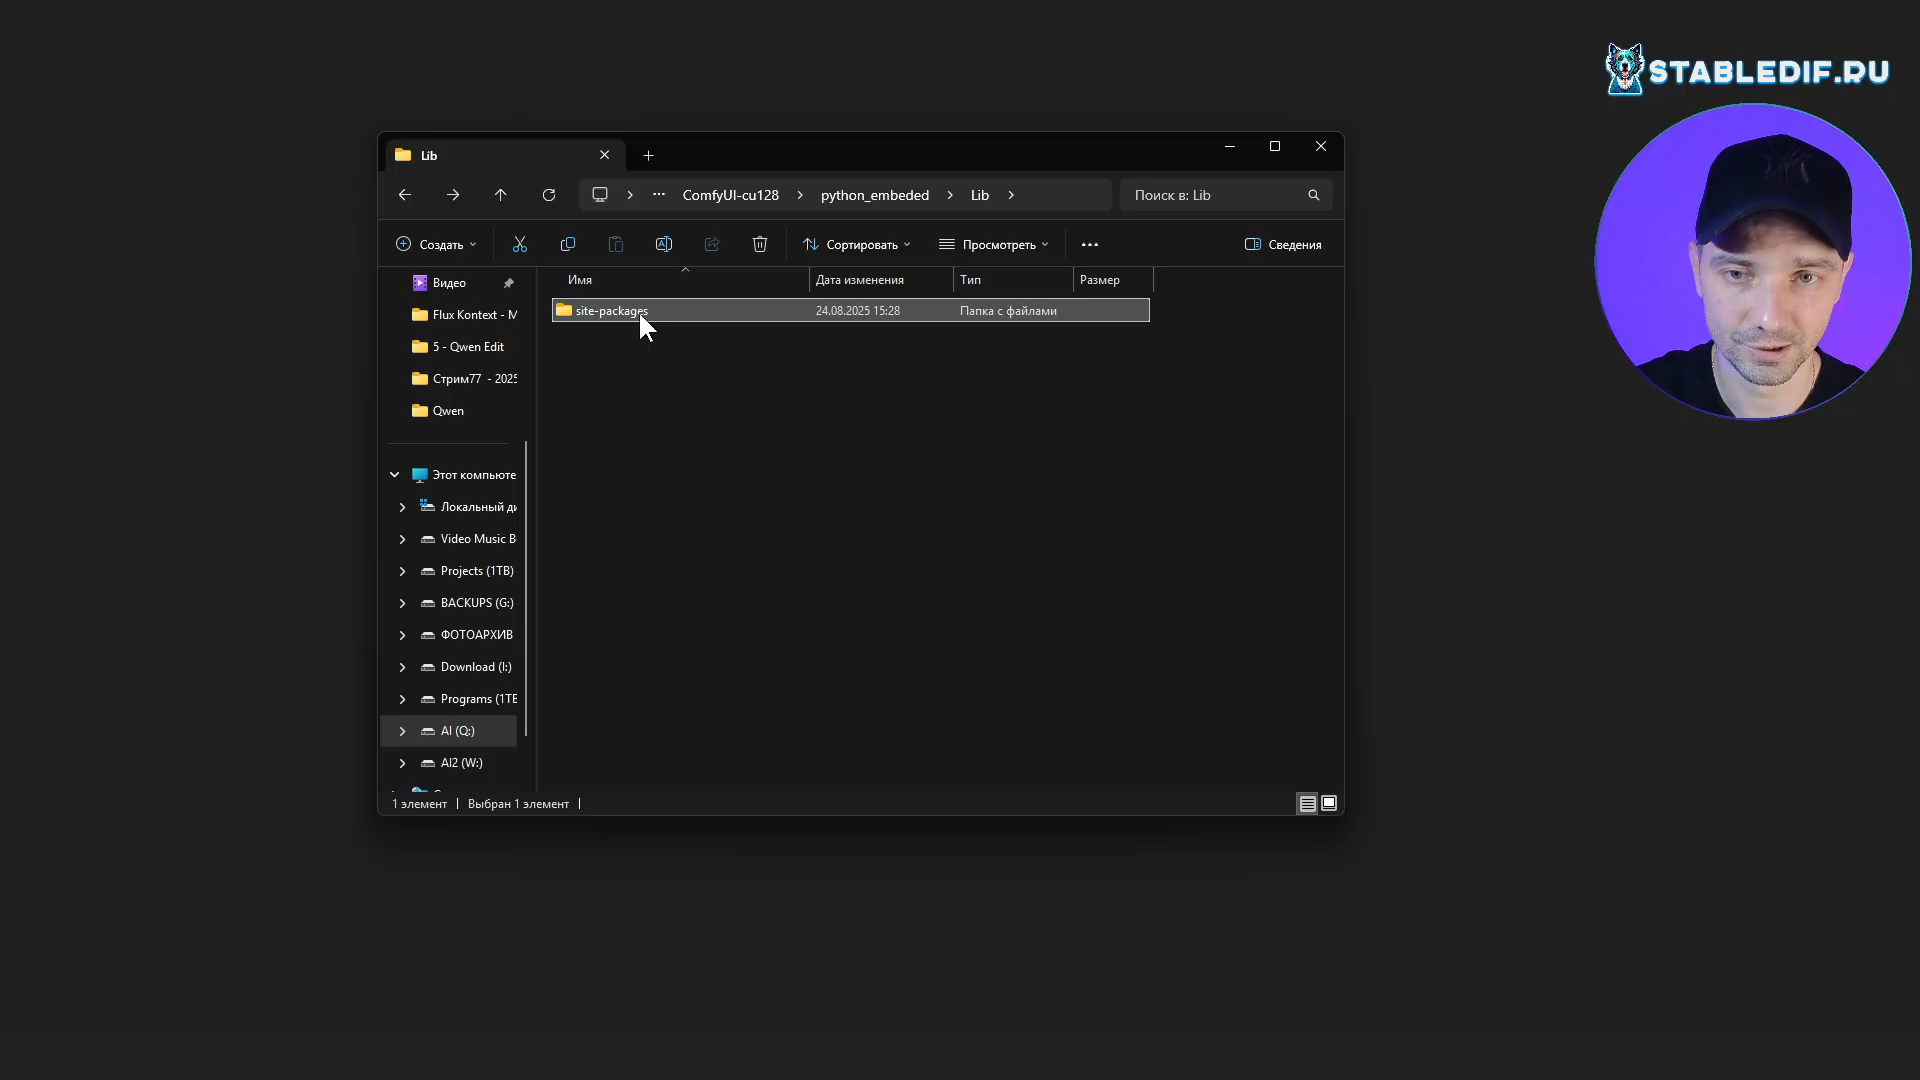 STABLEDIF.RU
Lib
ComfyUI-cu128
python_embeded
Lib
Поиск в: Lib
Создать
Сортировать
Просмотреть
Сведения
Имя
Дата изменения
Тип
Размер
site-packages
24.08.2025 15:28
Папка с файлами
Видео
Flux Kontext - M
5 - Qwen Edit
Стрим77 - 2025
Qwen
Этот компьюте
Локальный ди
Video Music B
Projects (1TB)
BACKUPS (G:)
ФОТОАРХИВ
Download (I:)
Programs (1TE
AI (Q:)
AI2 (W:)
1 элемент
Выбран 1 элемент